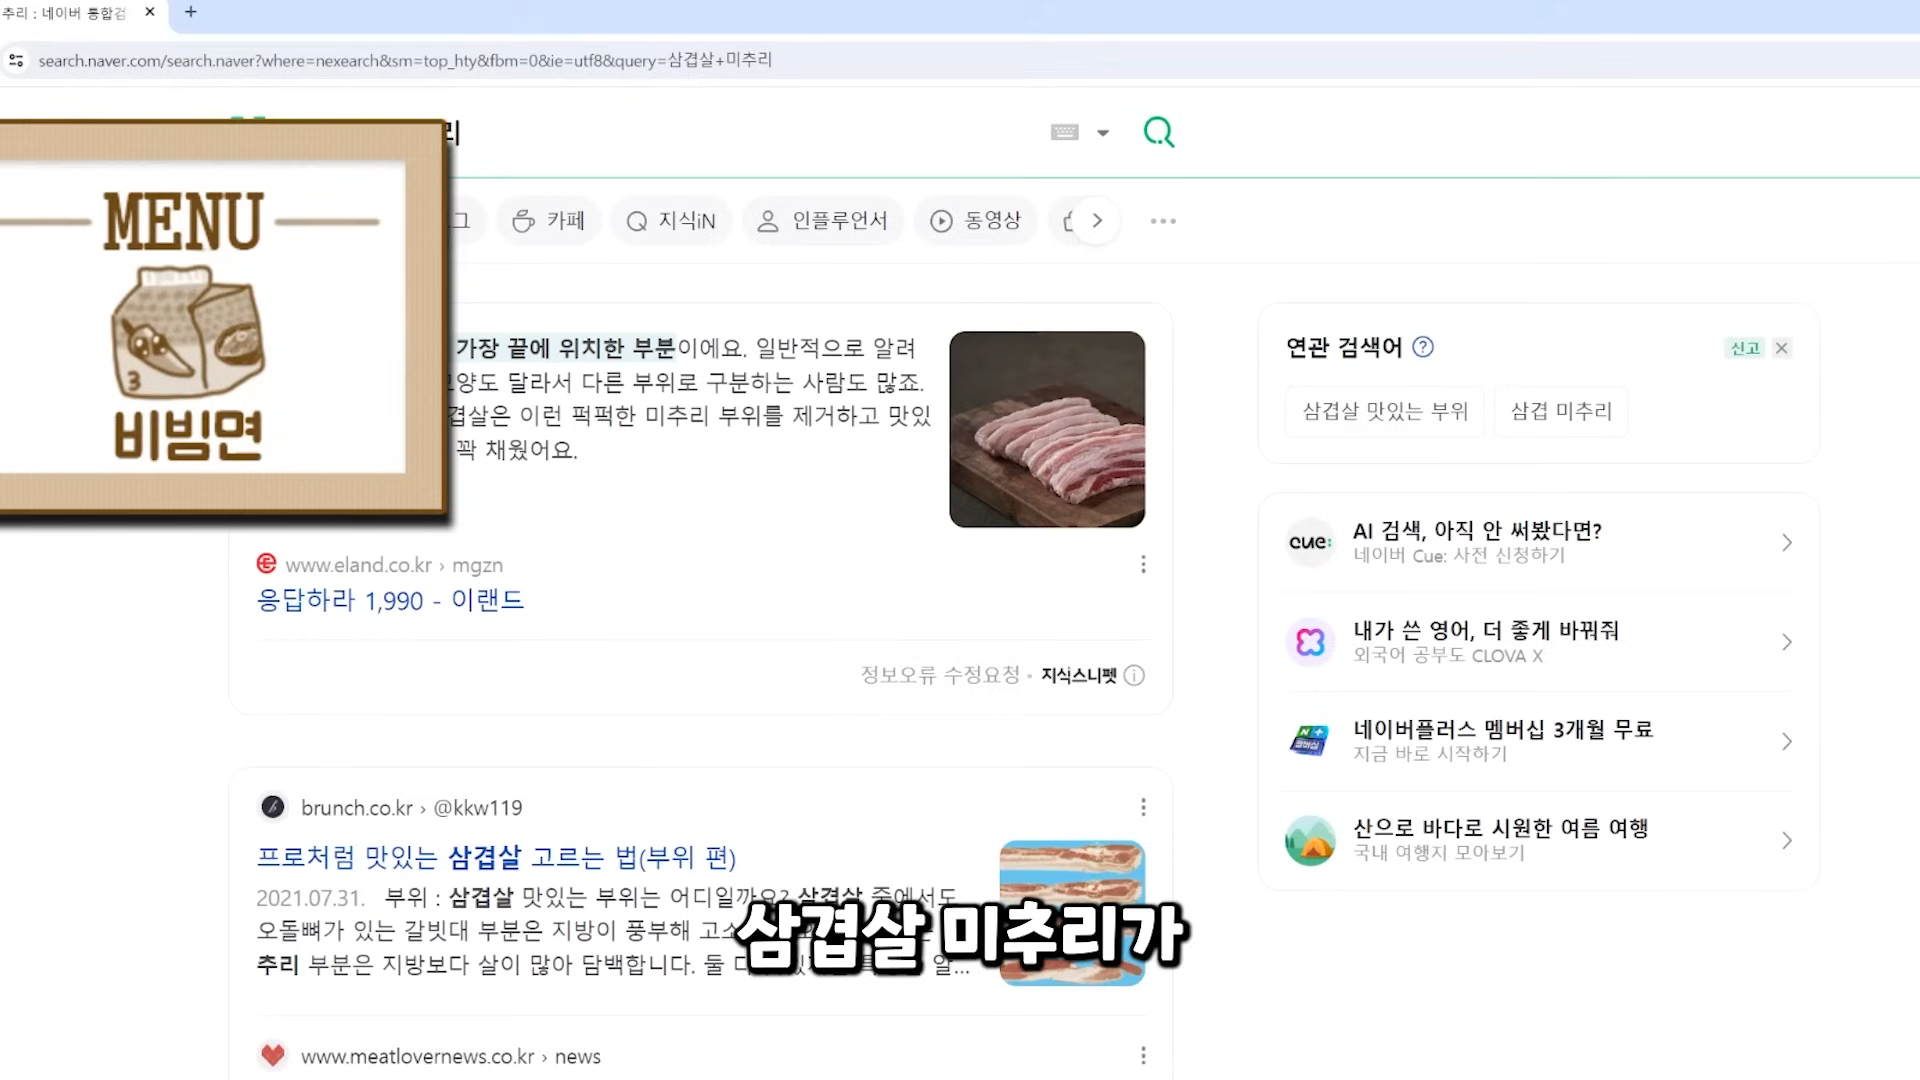 추리 : 네이버 통합검
search.naver.com/search.naver?where=nexearch&sm=top_hty&fbm=0&ie=utf8&query=삼겹살+미추리
리
MENU
3
비빔면
그
카페
지식iN
인플루언서
동영상
가장 끝에 위치한 부분이에요. 일반적으로 알려
모양도 달라서 다른 부위로 구분하는 사람도 많죠.
겹살은 이런 퍽퍽한 미추리 부위를 제거하고 맛있
꽉 채웠어요.
www.eland.co.kr › mgzn
응답하라 1,990 - 이랜드
정보오류 수정요청
지식스니펫
brunch.co.kr › @kkw119
프로처럼 맛있는 삼겹살 고르는 법(부위 편)
2021.07.31. 부위 : 삼겹살 맛있는 부위는 어디일까요? 삼겹살 중에서도
오돌뼈가 있는 갈빗대 부분은 지방이 풍부해 고소
추리 부분은 지방보다 살이 많아 담백합니다. 둘 다 알...
삼겹살 미추리가
www.meatlovernews.co.kr › news
연관 검색어
신고
삼겹살 맛있는 부위
삼겹 미추리
cue:
AI 검색, 아직 안 써봤다면?
네이버 Cue: 사전 신청하기
내가 쓴 영어, 더 좋게 바꿔줘
외국어 공부도 CLOVA X
네이버플러스 멤버십 3개월 무료
지금 바로 시작하기
산으로 바다로 시원한 여름 여행
국내 여행지 모아보기